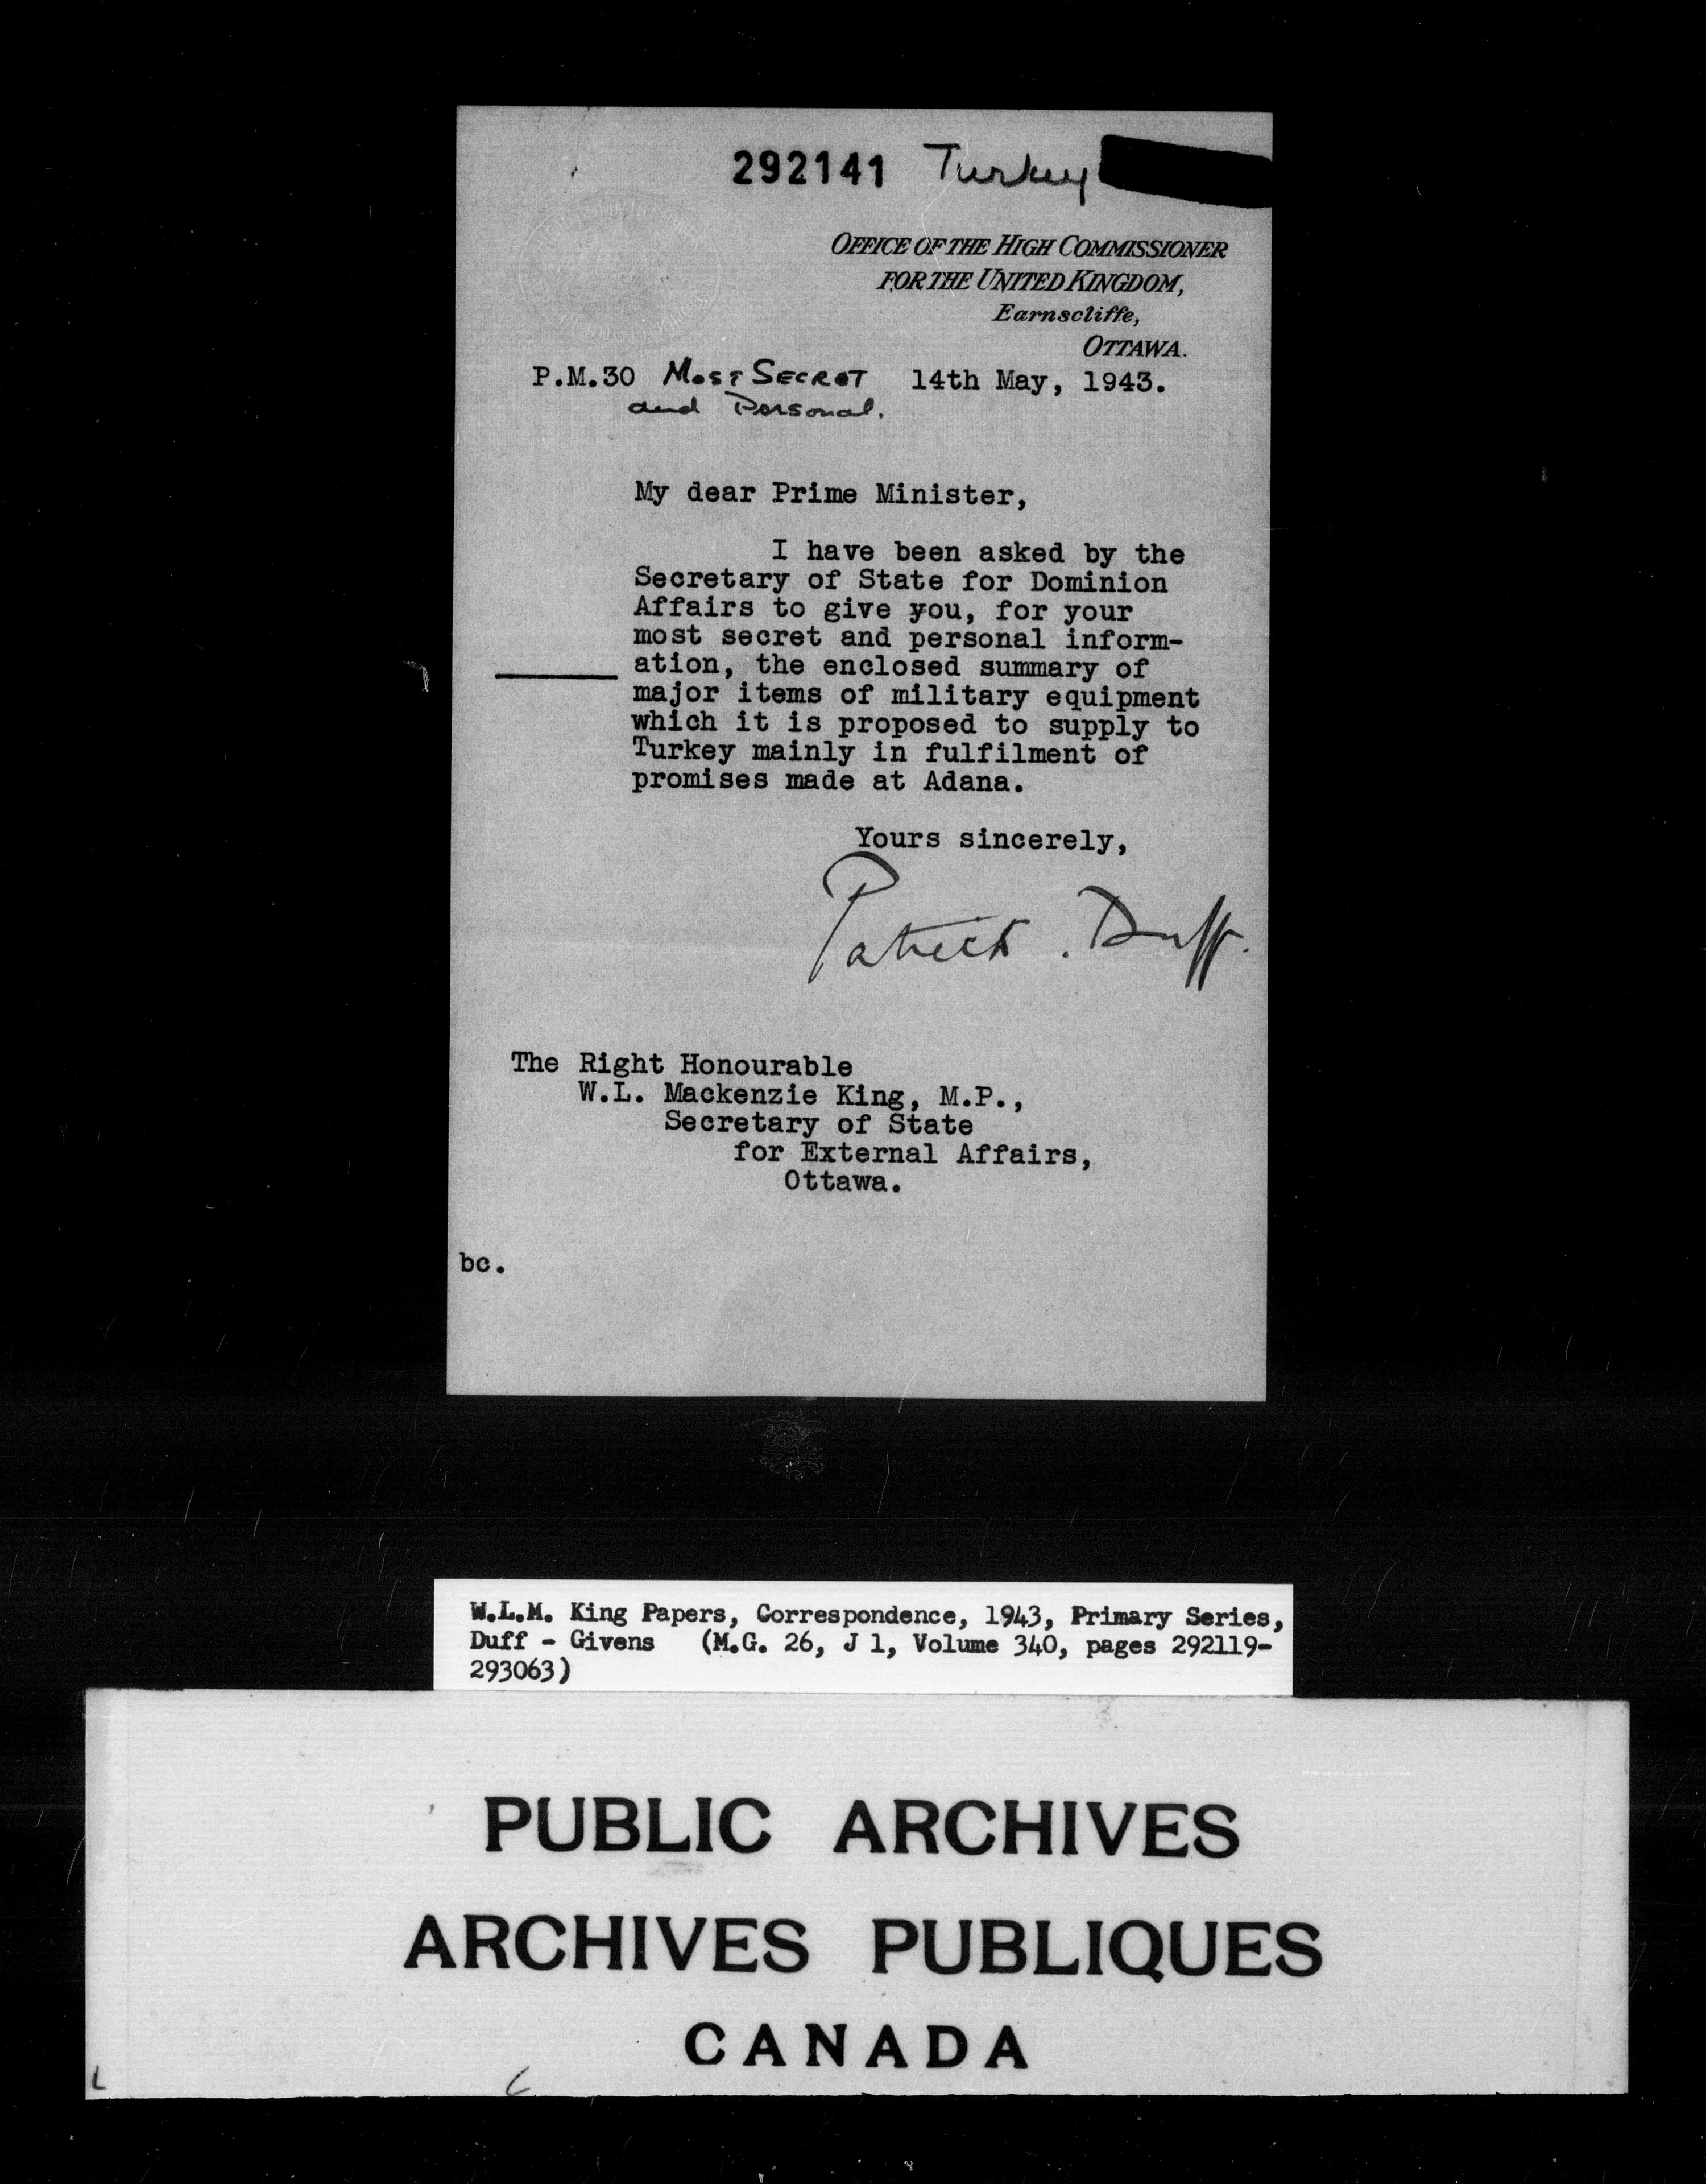 292141 Turkey
OFFICE OF THE HIGH COMMISSIONER
FOR THE UNITED KINGDOM,
Earnscliffe,
OTTAWA.
P.M.30 MOST SECRET 14th May, 1943.
and Personal.
My dear Prime Minister,
I have been asked by the
Secretary of State for Dominion
Affairs to give you, for your
most secret and personal inform-
ation, the enclosed summary of
major items of military equipment
which it is proposed to supply to
Turkey mainly in fulfilment of
promises made at Adana.
Yours sincerely,
Patrick. Duff.
The Right Honourable
W.L. Mackenzie King, M.P.,
Secretary of State
for External Affairs,
Ottawa.
bc.
W.L.M. King Papers, Correspondence, 1943, Primary Series,
Duff - Givens (M.G. 26, J 1, Volume 340, pages 292119-
293063)
PUBLIC ARCHIVES
ARCHIVES PUBLIQUES
CANADA